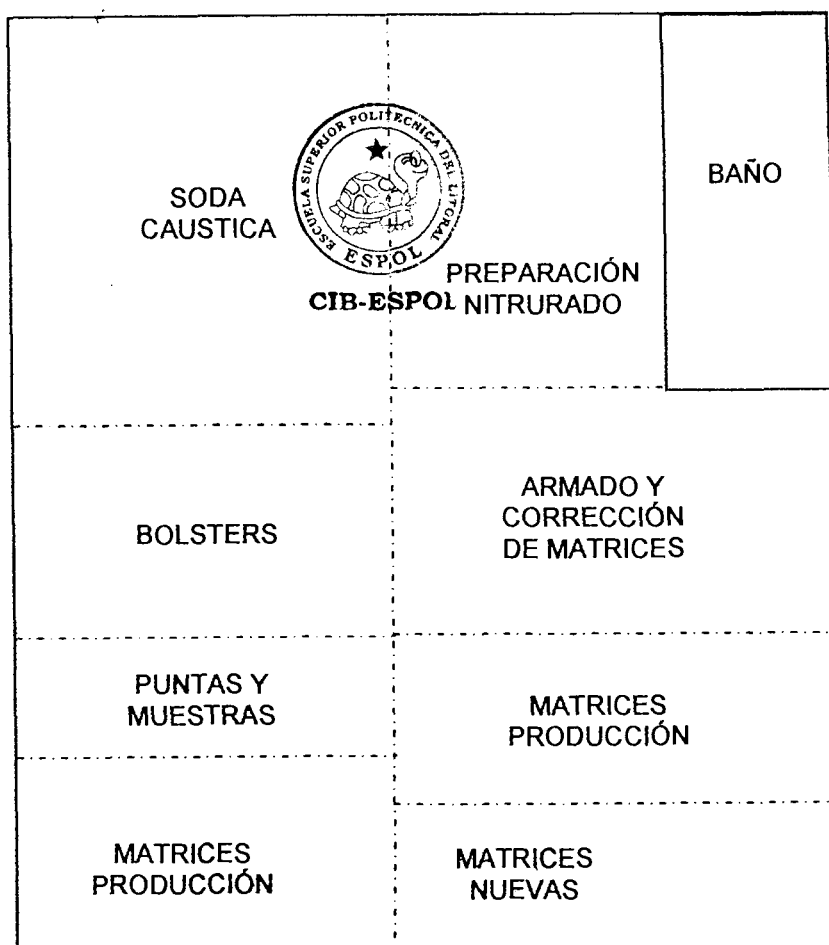 SODA
CAUSTICA
ESCUELA SUPERIOR POLITECNICA DEL LITORAL
ESPOL
CIB-ESPOL
PREPARACIÓN
NITRURADO
BAÑO
BOLSTERS
ARMADO Y
CORRECCIÓN
DE MATRICES
PUNTAS Y
MUESTRAS
MATRICES
PRODUCCIÓN
MATRICES
PRODUCCIÓN
MATRICES
NUEVAS